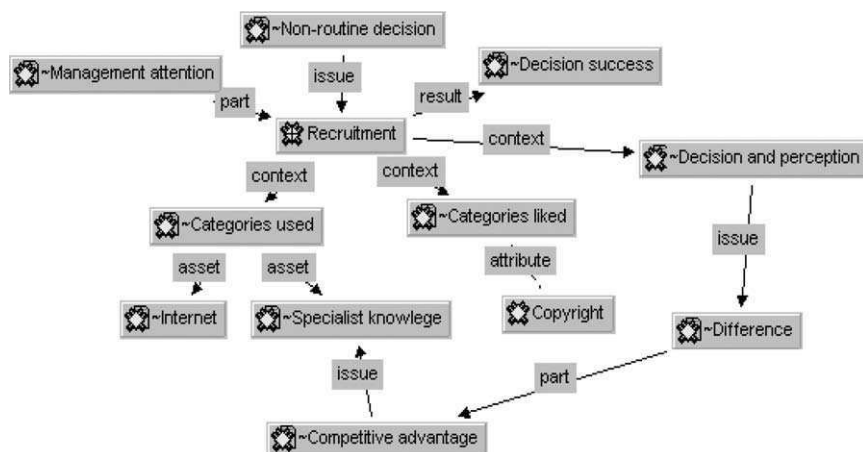 ~Non-routine decision
~Management attention
~Decision success
issue
part
result
Recruitment
context
~Decision and perception
context
context
~Categories used
~Categories liked
issue
asset
asset
attribute
~Internet
~Specialist knowlege
Copyright
~Difference
issue
part
~Competitive advantage